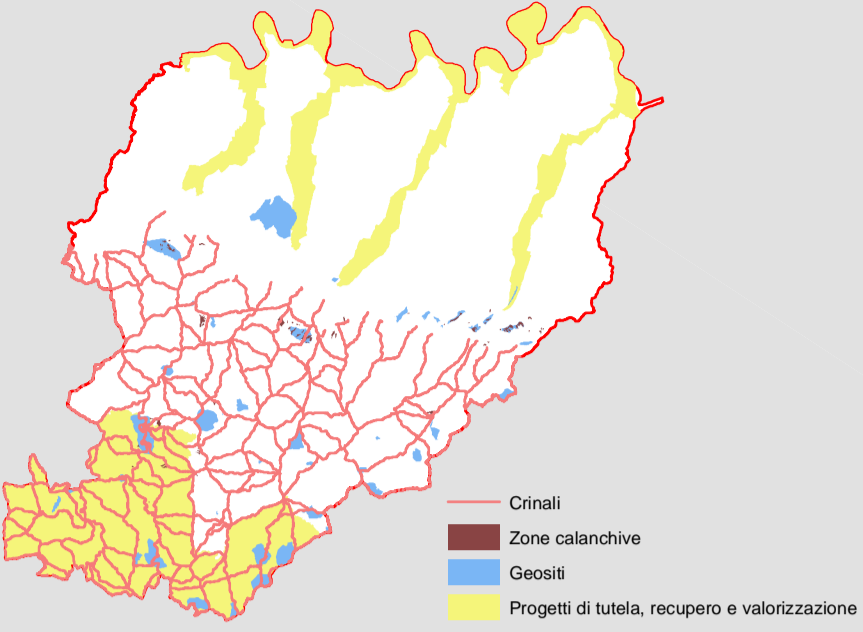 Crinali
Zone calanchive
Geositi
Progetti di tutela, recupero e valorizzazione